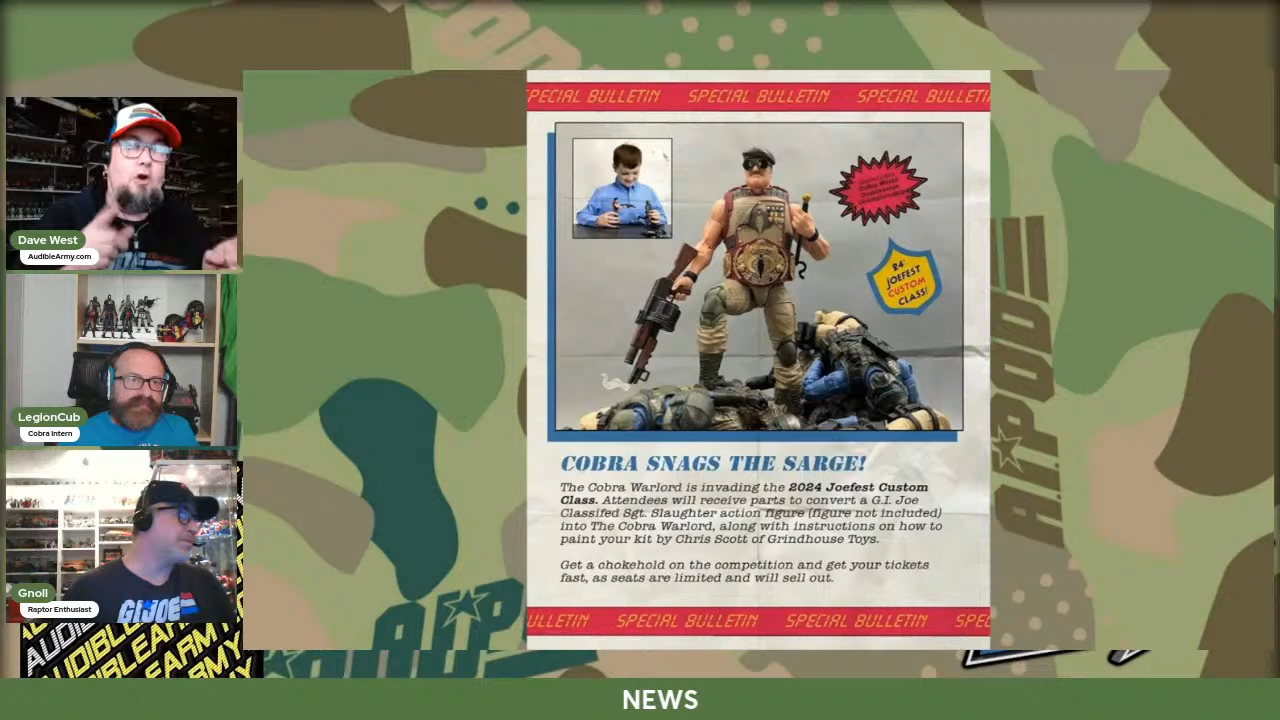 SPECIAL BULLETIN SPECIAL BULLETIN SPECIAL BULLETI
Dave West
AudibleArmy.com
LegionCub
Cobra Intern
Gnoll
Raptor Enthusiast
GI JOE
24'
JOEFEST
CUSTOM
CLASS!
COBRA SNAGS THE SARGE!
The Cobra Warlord is invading the 2024 Joefest Custom
Class. Attendees will receive parts to convert a G.I. Joe
Classifed Sgt. Slaughter action figure (figure not included)
into The Cobra Warlord, along with instructions on how to
paint your kit by Chris Scott of Grindhouse Toys.
Get a chokehold on the competition and get your tickets
fast, as seats are limited and will sell out.
ULLETIN SPECIAL BULLETIN SPECIAL BULLETIN SPEC
A.I.POD
NEWS